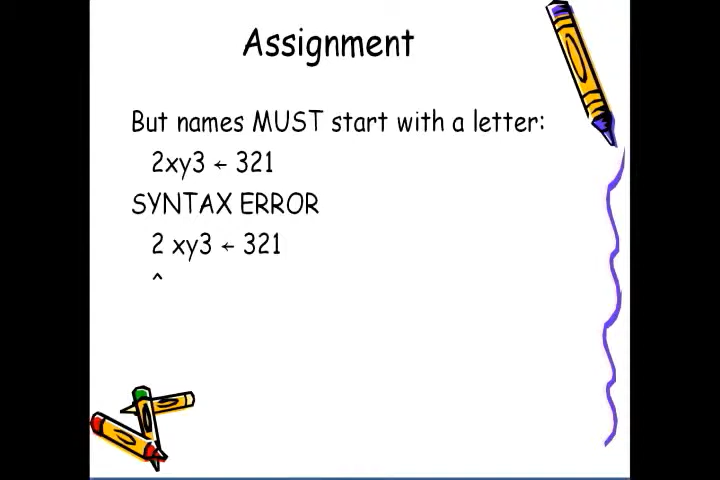 Assignment
But names MUST start with a letter:
2xy3 ← 321
SYNTAX ERROR
2 xy3 ← 321
^